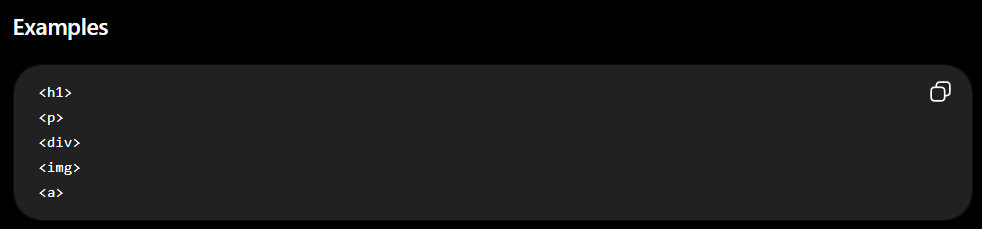 Examples
<h1>
<p>
<div>
<img>
<a>